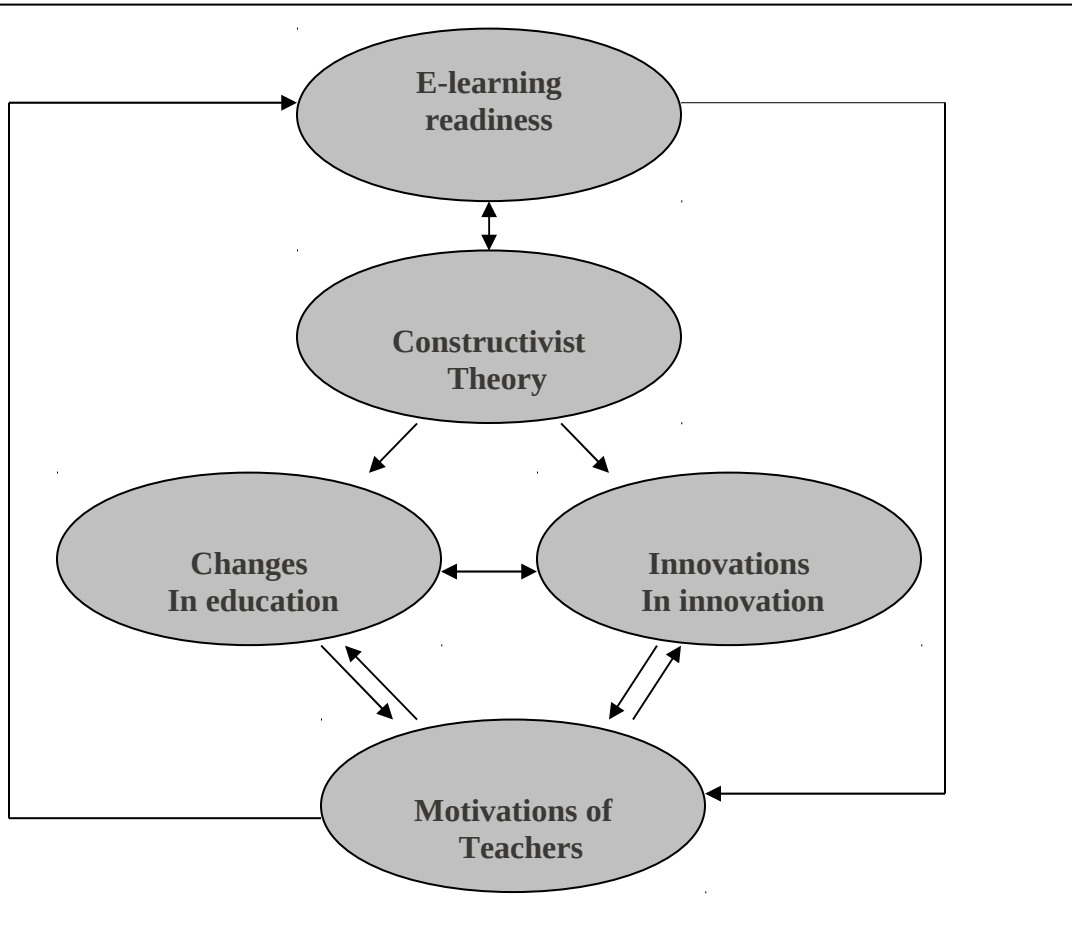 E-learning
readiness
Constructivist
Theory
Changes
In education
Innovations
In innovation
Motivations of
Teachers